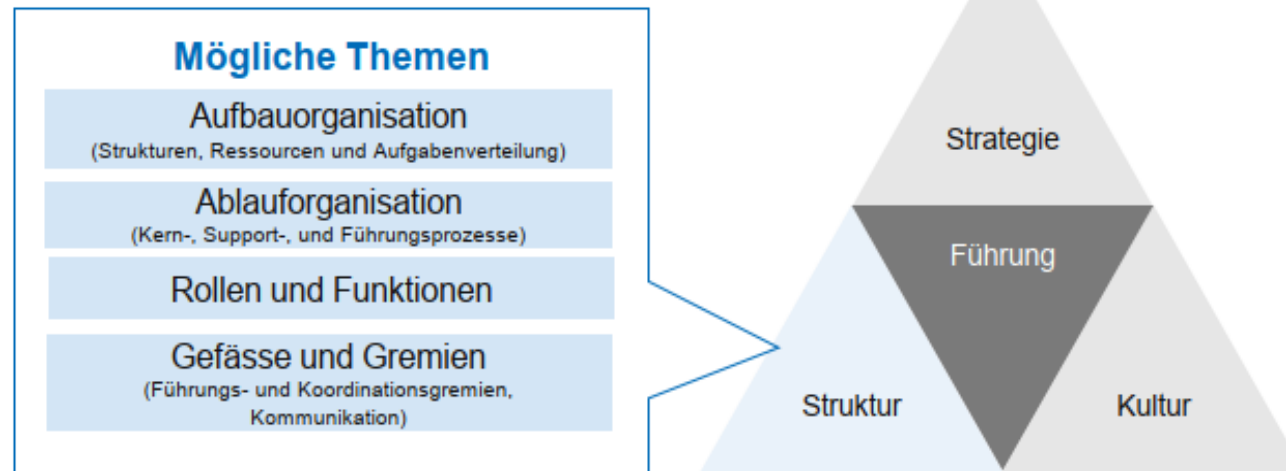 Mögliche Themen
Aufbauorganisation
(Strukturen, Ressourcen und Aufgabenverteilung)
Ablauforganisation
(Kern-, Support-, und Führungsprozesse)
Rollen und Funktionen
Gefässe und Gremien
(Führungs- und Koordinationsgremien,
Kommunikation)
Strategie
Führung
Struktur
Kultur